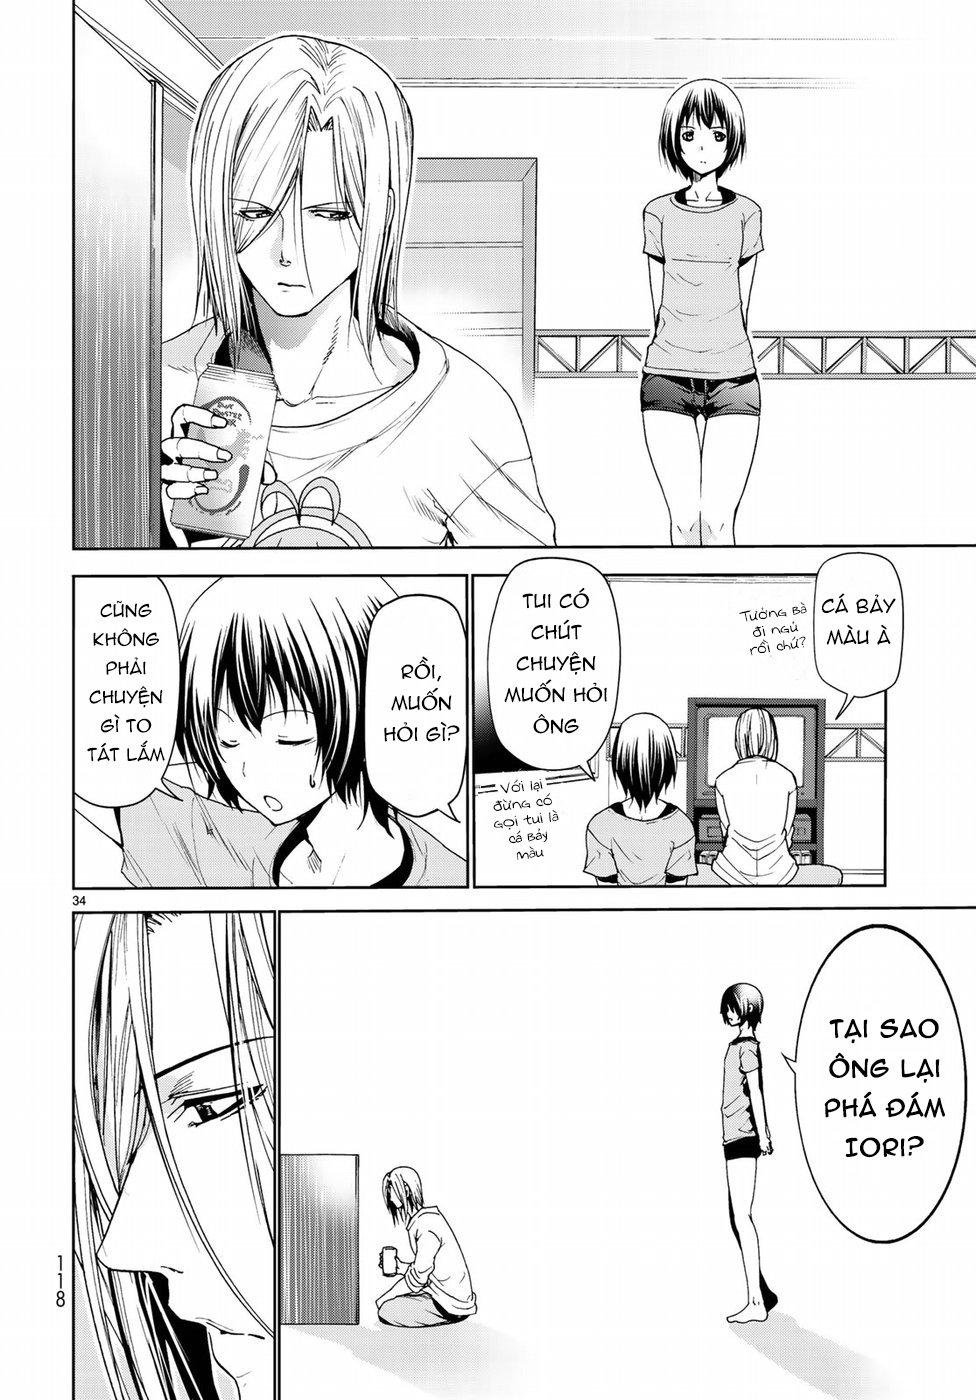 CÁ BẢY
MÀU À
Tưởng Bà
đi ngủ
rồi chứ?
TUI CÓ
CHÚT
CHUYỆN
MUỐN HỎI
ÔNG
Với lại
đừng có
gọi tui là
cá Bảy
màu
RỒI,
MUỐN
HỎI GÌ?
CŨNG
KHÔNG
PHẢI
CHUYỆN
GÌ TO
TÁT LẮM
34
TẠI SAO
ÔNG LẠI
PHÁ ĐÁM
IORI?
118